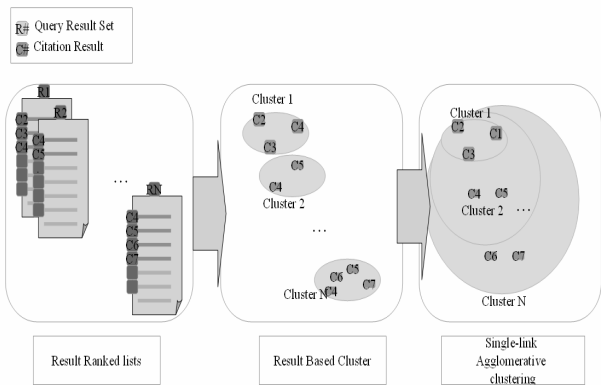 R# Query Result Set
C# Citation Result
R1
R2
C2
C3
C4
C4
C5
...
RN
C4
C5
C6
C7
Result Ranked lists
Cluster 1
C2
C4
C3
C5
C4
Cluster 2
...
C5
C6
C4
C7
Cluster N
Result Based Cluster
Cluster 1
C2
C1
C3
C4 C5
Cluster 2 ...
C6 C7
Cluster N
Single-link
Agglomerative
clustering